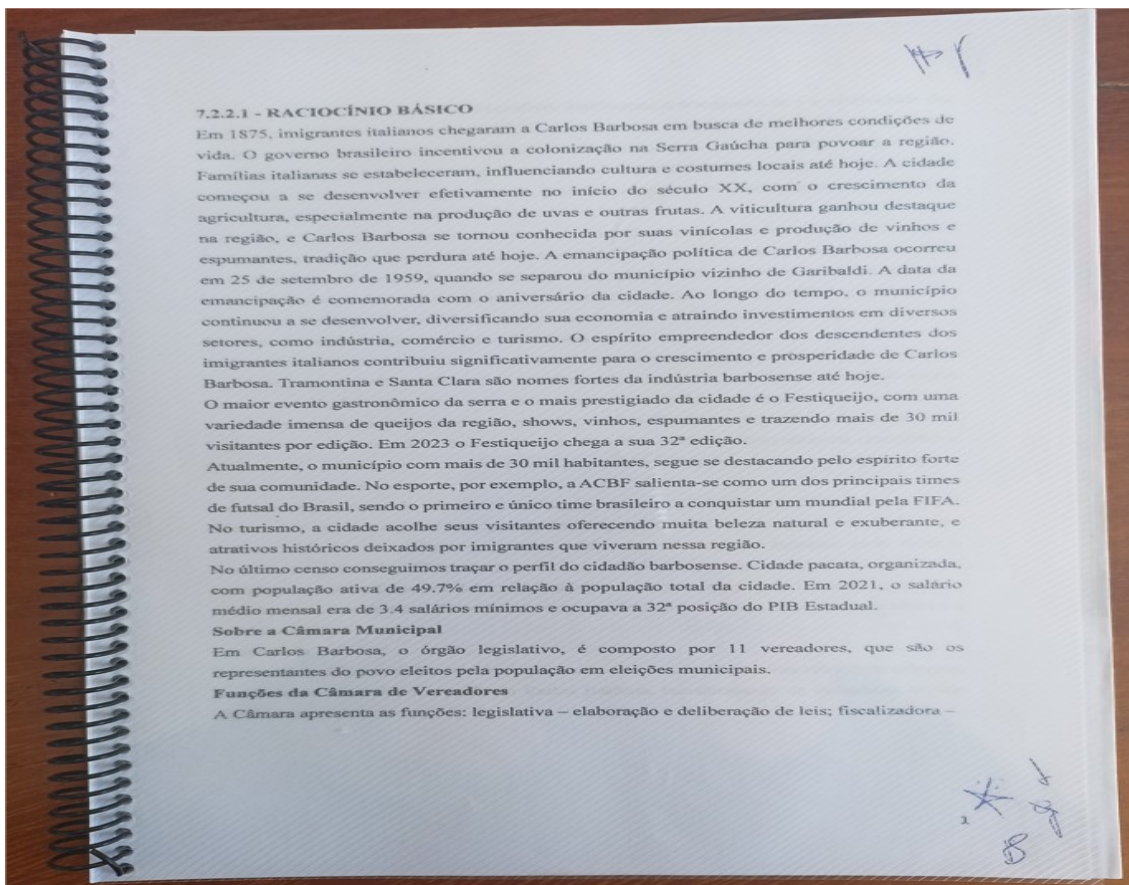 7.2.2.1 - RACIOCÍNIO BÁSICO
Em 1875, imigrantes italianos chegaram a Carlos Barbosa em busca de melhores condições de
vida. O governo brasileiro incentivou a colonização na Serra Gaúcha para povoar a região.
Famílias italianas se estabeleceram, influenciando cultura e costumes locais até hoje. A cidade
começou a se desenvolver efetivamente no início do século XX, com o crescimento da
agricultura, especialmente na produção de uvas e outras frutas. A viticultura ganhou destaque
na região, e Carlos Barbosa se tornou conhecida por suas vinícolas e produção de vinhos e
espumantes, tradição que perdura até hoje. A emancipação política de Carlos Barbosa ocorreu
em 25 de setembro de 1959, quando se separou do município vizinho de Garibaldi. A data da
emancipação é comemorada com o aniversário da cidade. Ao longo do tempo, o município
continuou a se desenvolver, diversificando sua economia e atraindo investimentos em diversos
setores, como indústria, comércio e turismo. O espírito empreendedor dos descendentes dos
imigrantes italianos contribuiu significativamente para o crescimento e prosperidade de Carlos
Barbosa. Tramontina e Santa Clara são nomes fortes da indústria barbosense até hoje.
O maior evento gastronômico da serra e o mais prestigiado da cidade é o Festiqueijo, com uma
variedade imensa de queijos da região, shows, vinhos, espumantes e trazendo mais de 30 mil
visitantes por edição. Em 2023 o Festiqueijo chega a sua 32ª edição.
Atualmente, o município com mais de 30 mil habitantes, segue se destacando pelo espírito forte
de sua comunidade. No esporte, por exemplo, a ACBF salienta-se como um dos principais times
de futsal do Brasil, sendo o primeiro e único time brasileiro a conquistar um mundial pela FIFA.
No turismo, a cidade acolhe seus visitantes oferecendo muita beleza natural e exuberante, e
atrativos históricos deixados por imigrantes que viveram nessa região.
No último censo conseguimos traçar o perfil do cidadão barbosense. Cidade pacata, organizada,
com população ativa de 49.7% em relação à população total da cidade. Em 2021, o salário
médio mensal era de 3.4 salários mínimos e ocupava a 32ª posição do PIB Estadual.
Sobre a Câmara Municipal
Em Carlos Barbosa, o órgão legislativo, é composto por 11 vereadores, que são os
representantes do povo eleitos pela população em eleições municipais.
Funções da Câmara de Vereadores
A Câmara apresenta as funções: legislativa – elaboração e deliberação de leis; fiscalizadora –